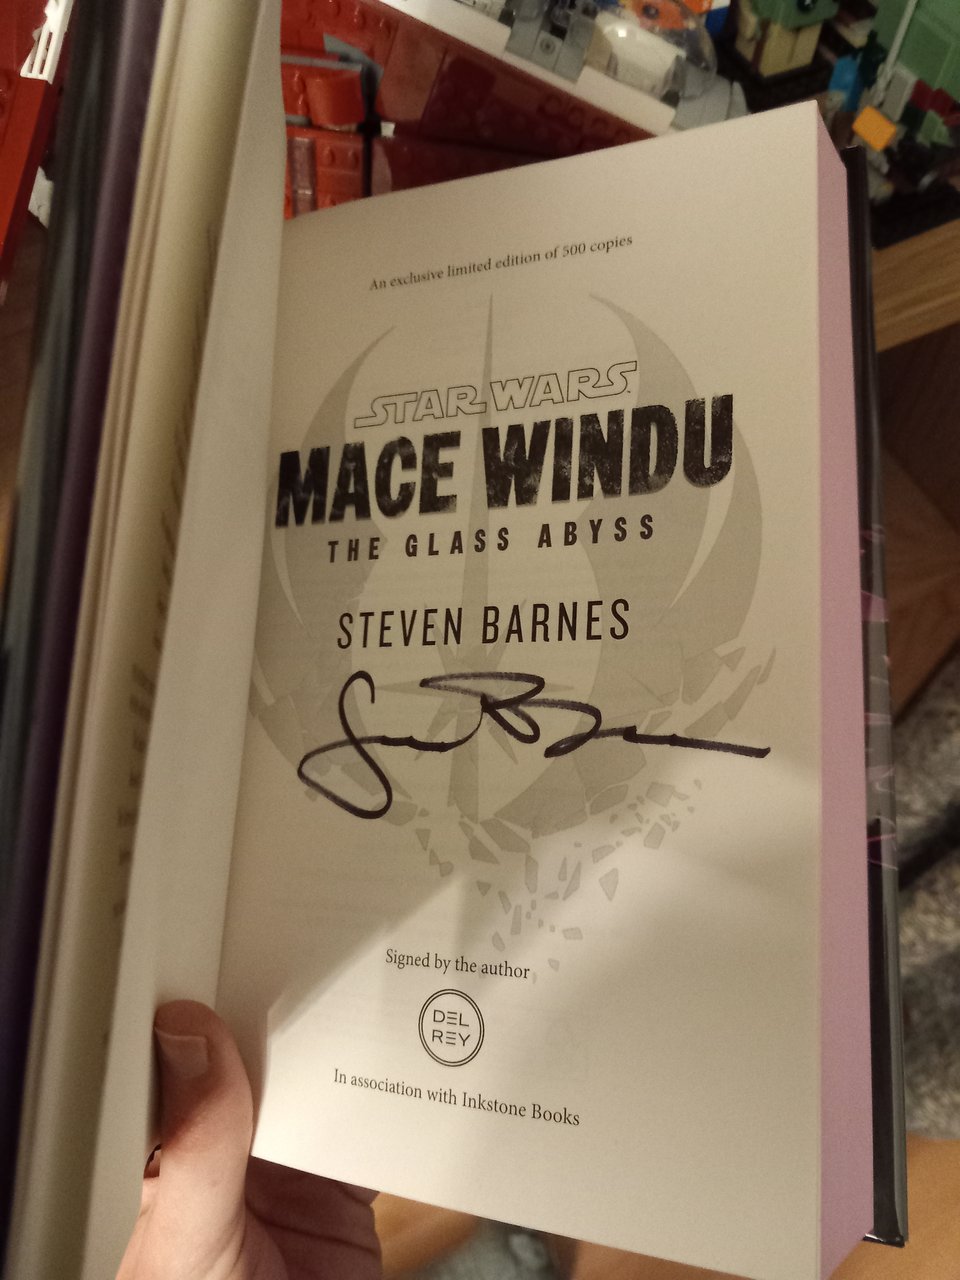 An exclusive limited edition of 500 copies
STAR WARS
MACE WINDU
THE GLASS ABYSS
STEVEN BARNES
Signed by the author
DEL
REY
In association with Inkstone Books